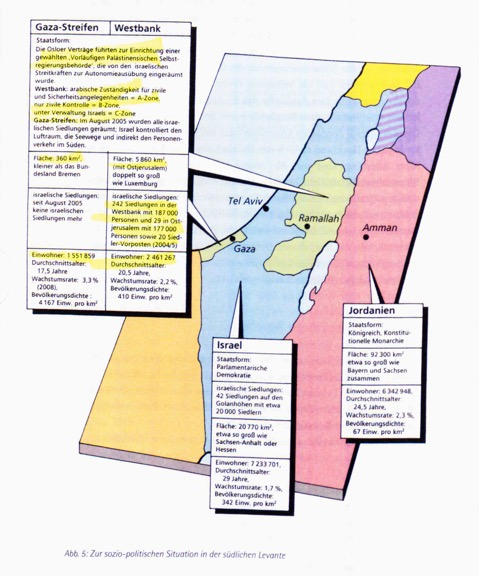 Gaza-Streifen
Westbank
Staatsform:
Die Osloer Verträge führten zur Einrichtung einer
gewählten „Vorläufigen Palästinensischen Selbst-
regierungsbehörde", die von den israelischen
Streitkräften zur Autonomieausübung eingeräumt
wurde.
Westbank: arabische Zuständigkeit für zivile
und Sicherheitsangelegenheiten = A-Zone,
nur zivile Kontrolle = B-Zone,
unter Verwaltung Israels = C-Zone
Gaza-Streifen: Im August 2005 wurden alle israe-
lischen Siedlungen geräumt; Israel kontrolliert den
Luftraum, die Seewege und indirekt den Personen-
verkehr im Süden.
Fläche: 360 km²,
kleiner als das Bun-
desland Bremen
Fläche: 5 860 km²,
(mit Ostjerusalem)
doppelt so groß
wie Luxemburg
israelische Siedlungen:
seit August 2005
keine israelischen
Siedlungen mehr
israelische Siedlungen:
242 Siedlungen in der
Westbank mit 187 000
Personen und 29 in Ost-
jerusalem mit 177 000
Personen sowie 20 Sied-
ler-Vorposten (2004/5)
Einwohner: 1 551 859
Durchschnittsalter:
17,5 Jahre
Wachstumsrate: 3,3 %
(2008),
Bevölkerungsdichte:
4 167 Einw. pro km²
Einwohner: 2 461 267
Durchschnittsalter:
20,5 Jahre,
Wachstumsrate: 2,2 %,
Bevölkerungsdichte:
410 Einw. pro km²
Tel Aviv
Ramallah
Amman
Gaza
Jordanien
Staatsform:
Königreich, Konstitu-
tionelle Monarchie
Fläche: 92 300 km²
etwa so groß wie
Bayern und Sachsen
zusammen
Einwohner: 6 342 948,
Durchschnittsalter
24,5 Jahre,
Wachstumsrate: 2,3 %,
Bevölkerungsdichte:
67 Einw. pro km²
Israel
Staatsform:
Parlamentarische
Demokratie
israelische Siedlungen:
42 Siedlungen auf den
Golanhöhen mit etwa
20 000 Siedlern
Fläche: 20 770 km²,
etwa so groß wie
Sachsen-Anhalt oder
Hessen
Einwohner: 7 233 701,
Durchschnittsalter:
29 Jahre,
Wachstumsrate: 1,7 %,
Bevölkerungsdichte:
342 Einw. pro km²
Abb. 5: Zur sozio-politischen Situation in der südlichen Levante